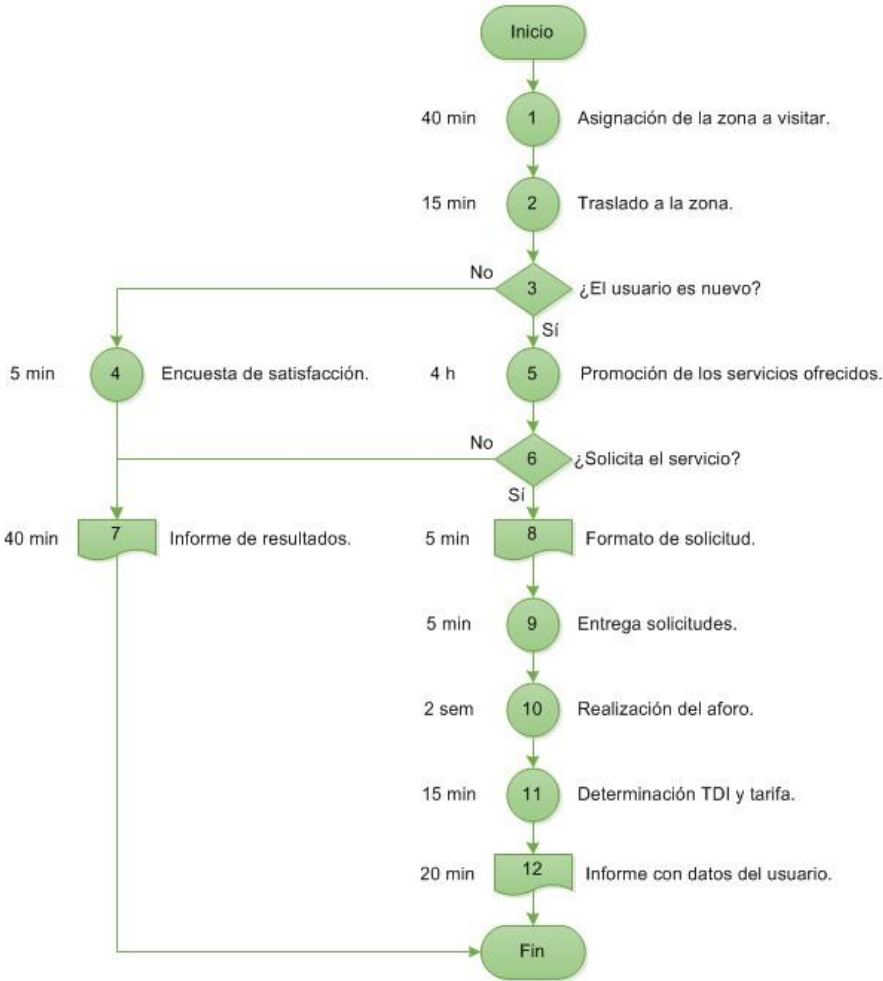 Inicio
40 min 1 Asignación de la zona a visitar.
15 min 2 Traslado a la zona.
No 3 ¿El usuario es nuevo?
Sí
5 min 4 Encuesta de satisfacción. 4 h 5 Promoción de los servicios ofrecidos.
No 6 ¿Solicita el servicio?
Sí
40 min 7 Informe de resultados. 5 min 8 Formato de solicitud.
5 min 9 Entrega solicitudes.
2 sem 10 Realización del aforo.
15 min 11 Determinación TDI y tarifa.
20 min 12 Informe con datos del usuario.
Fin